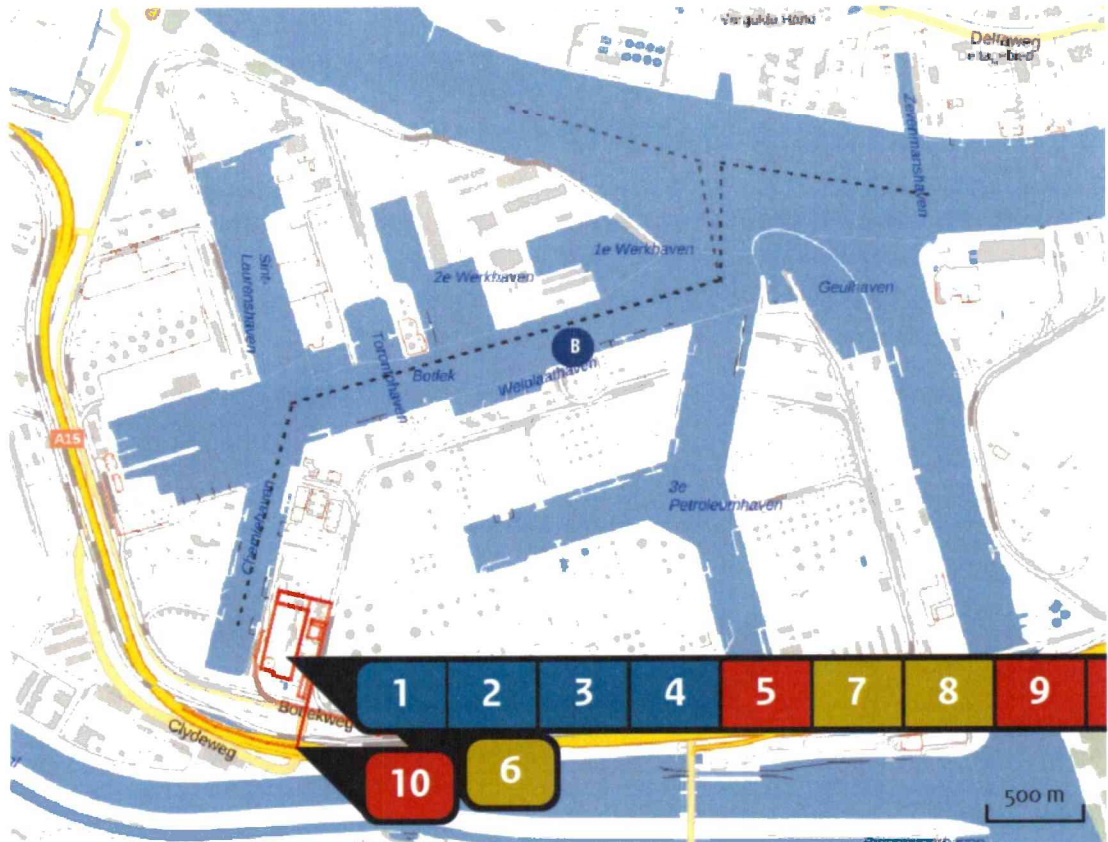 Deltaweg
Zevenmanshaven
1e Werkhaven
2e Werkhaven
Geulhaven
Sint-
Laurenshaven
Torontohaven
Botlek
B
Welplaathaven
A15
3e
Petroleumhaven
Chemiehaven
1 2 3 4 5 7 8 9
Botlekweg
Clydeweg
10 6
500 m